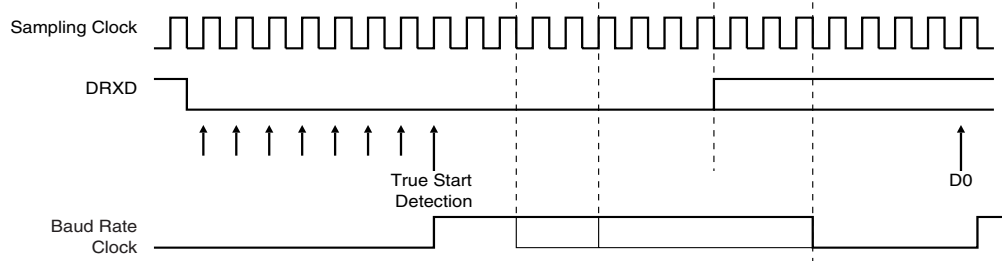 Sampling Clock
DRXD
True Start
Detection
D0
Baud Rate
Clock